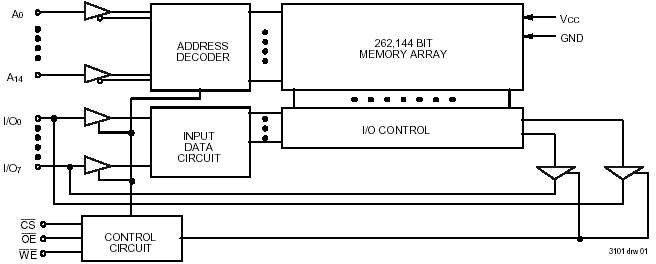 A0
ADDRESS
DECODER
262,144 BIT
MEMORY ARRAY
VCC
GND
A14
I/O0
INPUT
DATA
CIRCUIT
I/O CONTROL
I/O7
CS
OE
WE
CONTROL
CIRCUIT
3101 drw 01